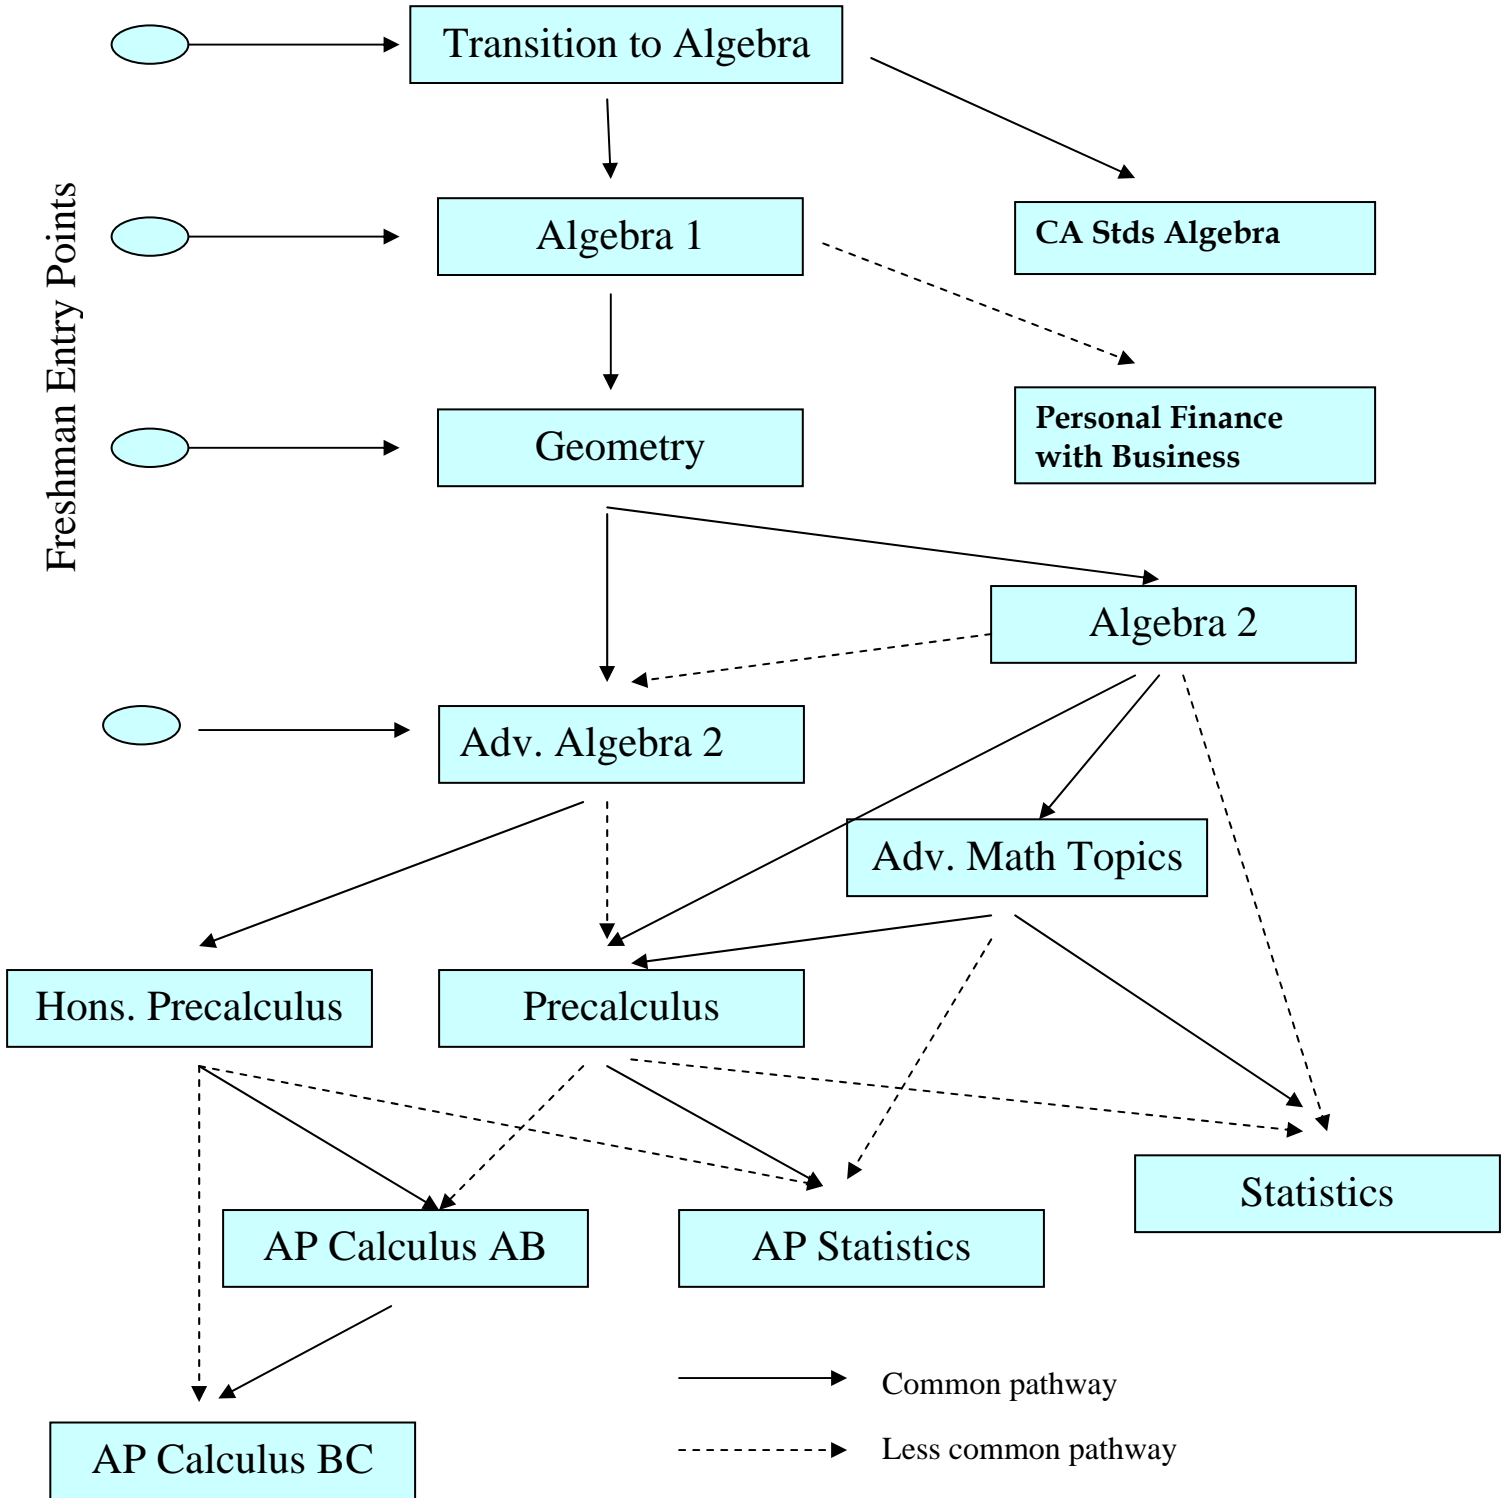 Transition to Algebra
Freshman Entry Points
Algebra 1
CA Stds Algebra
Geometry
Personal Finance
with Business
Algebra 2
Adv. Algebra 2
Adv. Math Topics
Hons. Precalculus
Precalculus
Statistics
AP Calculus AB
AP Statistics
Common pathway
Less common pathway
AP Calculus BC